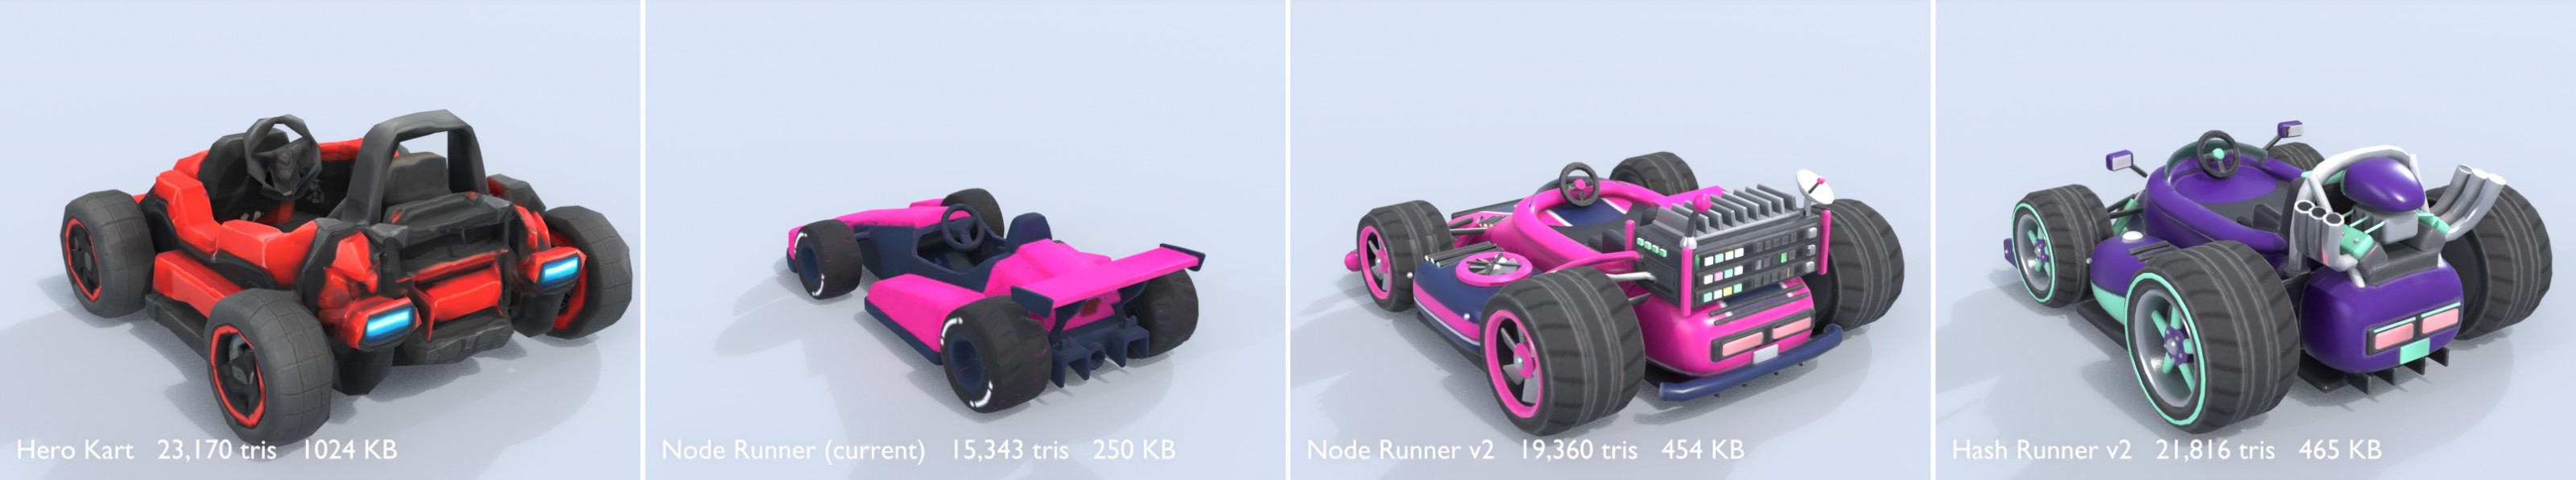 Hero Kart 23,170 tris 1024 KB
Node Runner (current) 15,343 tris 250 KB
Node Runner v2 19,360 tris 454 KB
Hash Runner v2 21,816 tris 465 KB